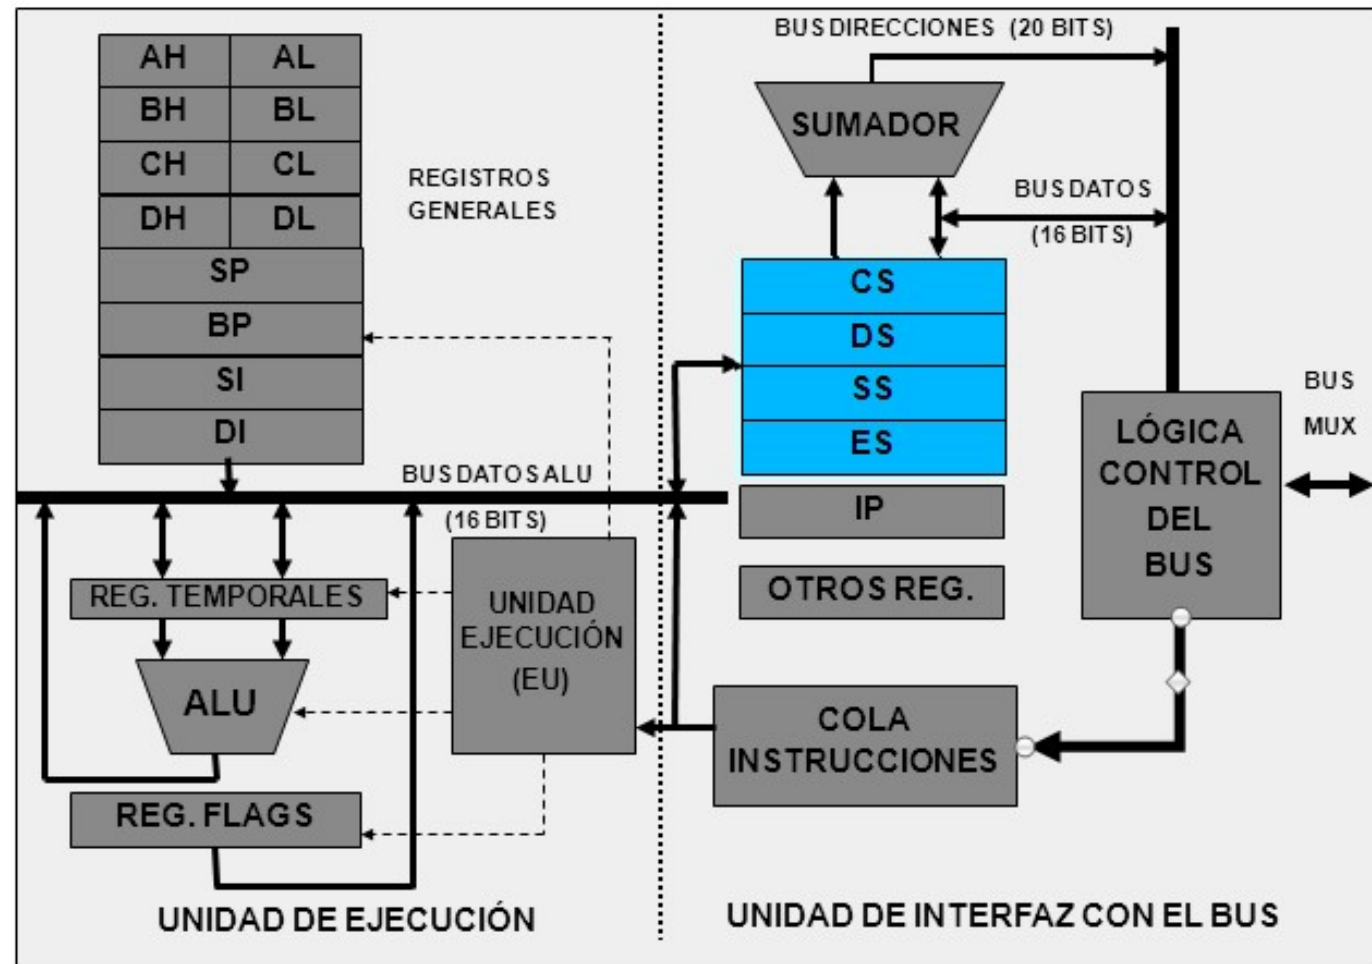 AH AL
BH BL
CH CL
DH DL
SP
BP
SI
DI
REGISTROS
GENERALES
BUS DATOS ALU
(16 BITS)
REG. TEMPORALES
ALU
REG. FLAGS
UNIDAD
EJECUCIÓN
(EU)
UNIDAD DE EJECUCIÓN
BUS DIRECCIONES (20 BITS)
SUMADOR
BUS DATOS
(16 BITS)
CS
DS
SS
ES
IP
OTROS REG.
LÓGICA
CONTROL
DEL
BUS
BUS
MUX
COLA
INSTRUCCIONES
UNIDAD DE INTERFAZ CON EL BUS